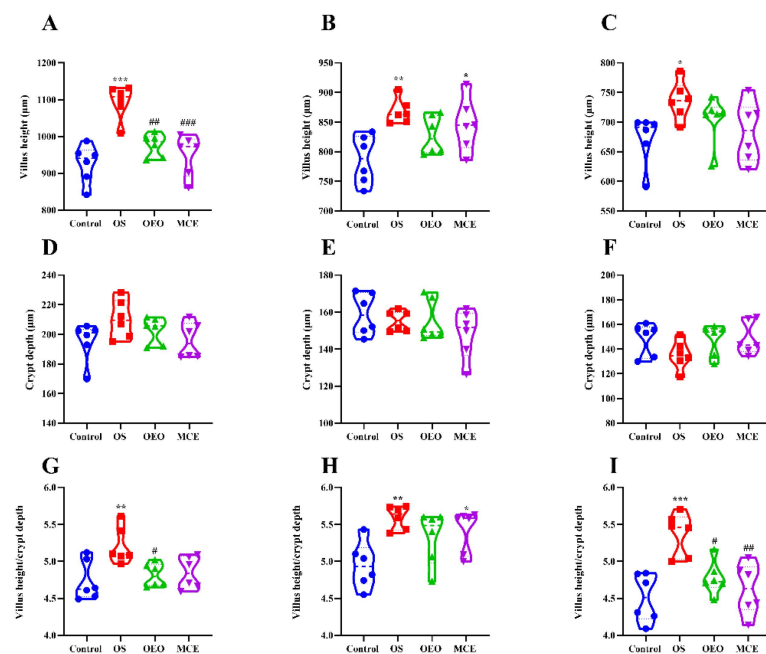 A
Villus height (μm)
1200
1100
1000
900
800
***
##
###
Control OS OEO MCE
B
Villus height (μm)
950
900
850
800
750
700
**
*
Control OS OEO MCE
C
Villus height (μm)
800
750
700
650
600
550
*
Control OS OEO MCE
D
Crypt depth (μm)
240
220
200
180
160
140
Control OS OEO MCE
E
Crypt depth (μm)
180
160
140
120
100
Control OS OEO MCE
F
Crypt depth (μm)
200
180
160
140
120
100
80
Control OS OEO MCE
G
Villus height/crypt depth
6.0
5.5
5.0
4.5
4.0
**
#
Control OS OEO MCE
H
Villus height/crypt depth
6.0
5.5
5.0
4.5
4.0
**
*
Control OS OEO MCE
I
Villus height/crypt depth
6.0
5.5
5.0
4.5
4.0
***
#
##
Control OS OEO MCE